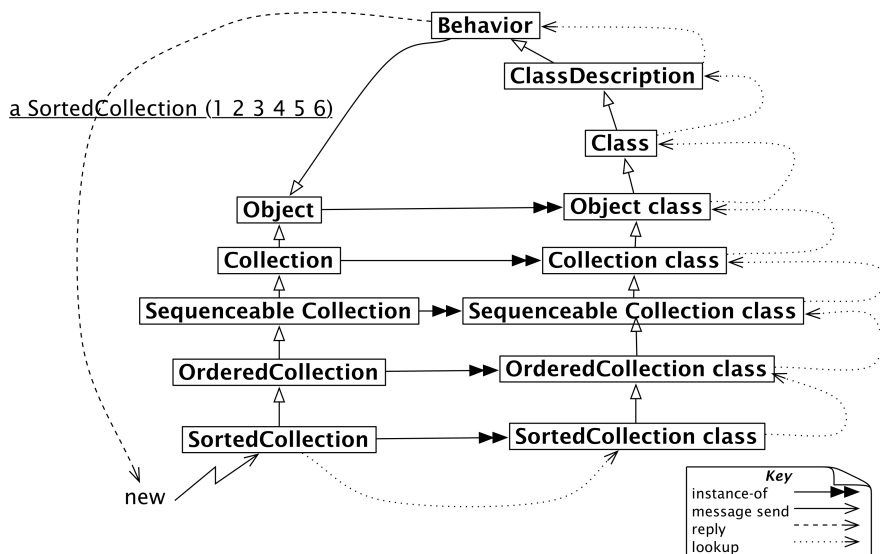 Behavior
ClassDescription
a SortedCollection (1 2 3 4 5 6)
Class
Object
Object class
Collection
Collection class
Sequenceable Collection
Sequenceable Collection class
OrderedCollection
OrderedCollection class
SortedCollection
SortedCollection class
new
Key
instance-of
message send
reply
lookup